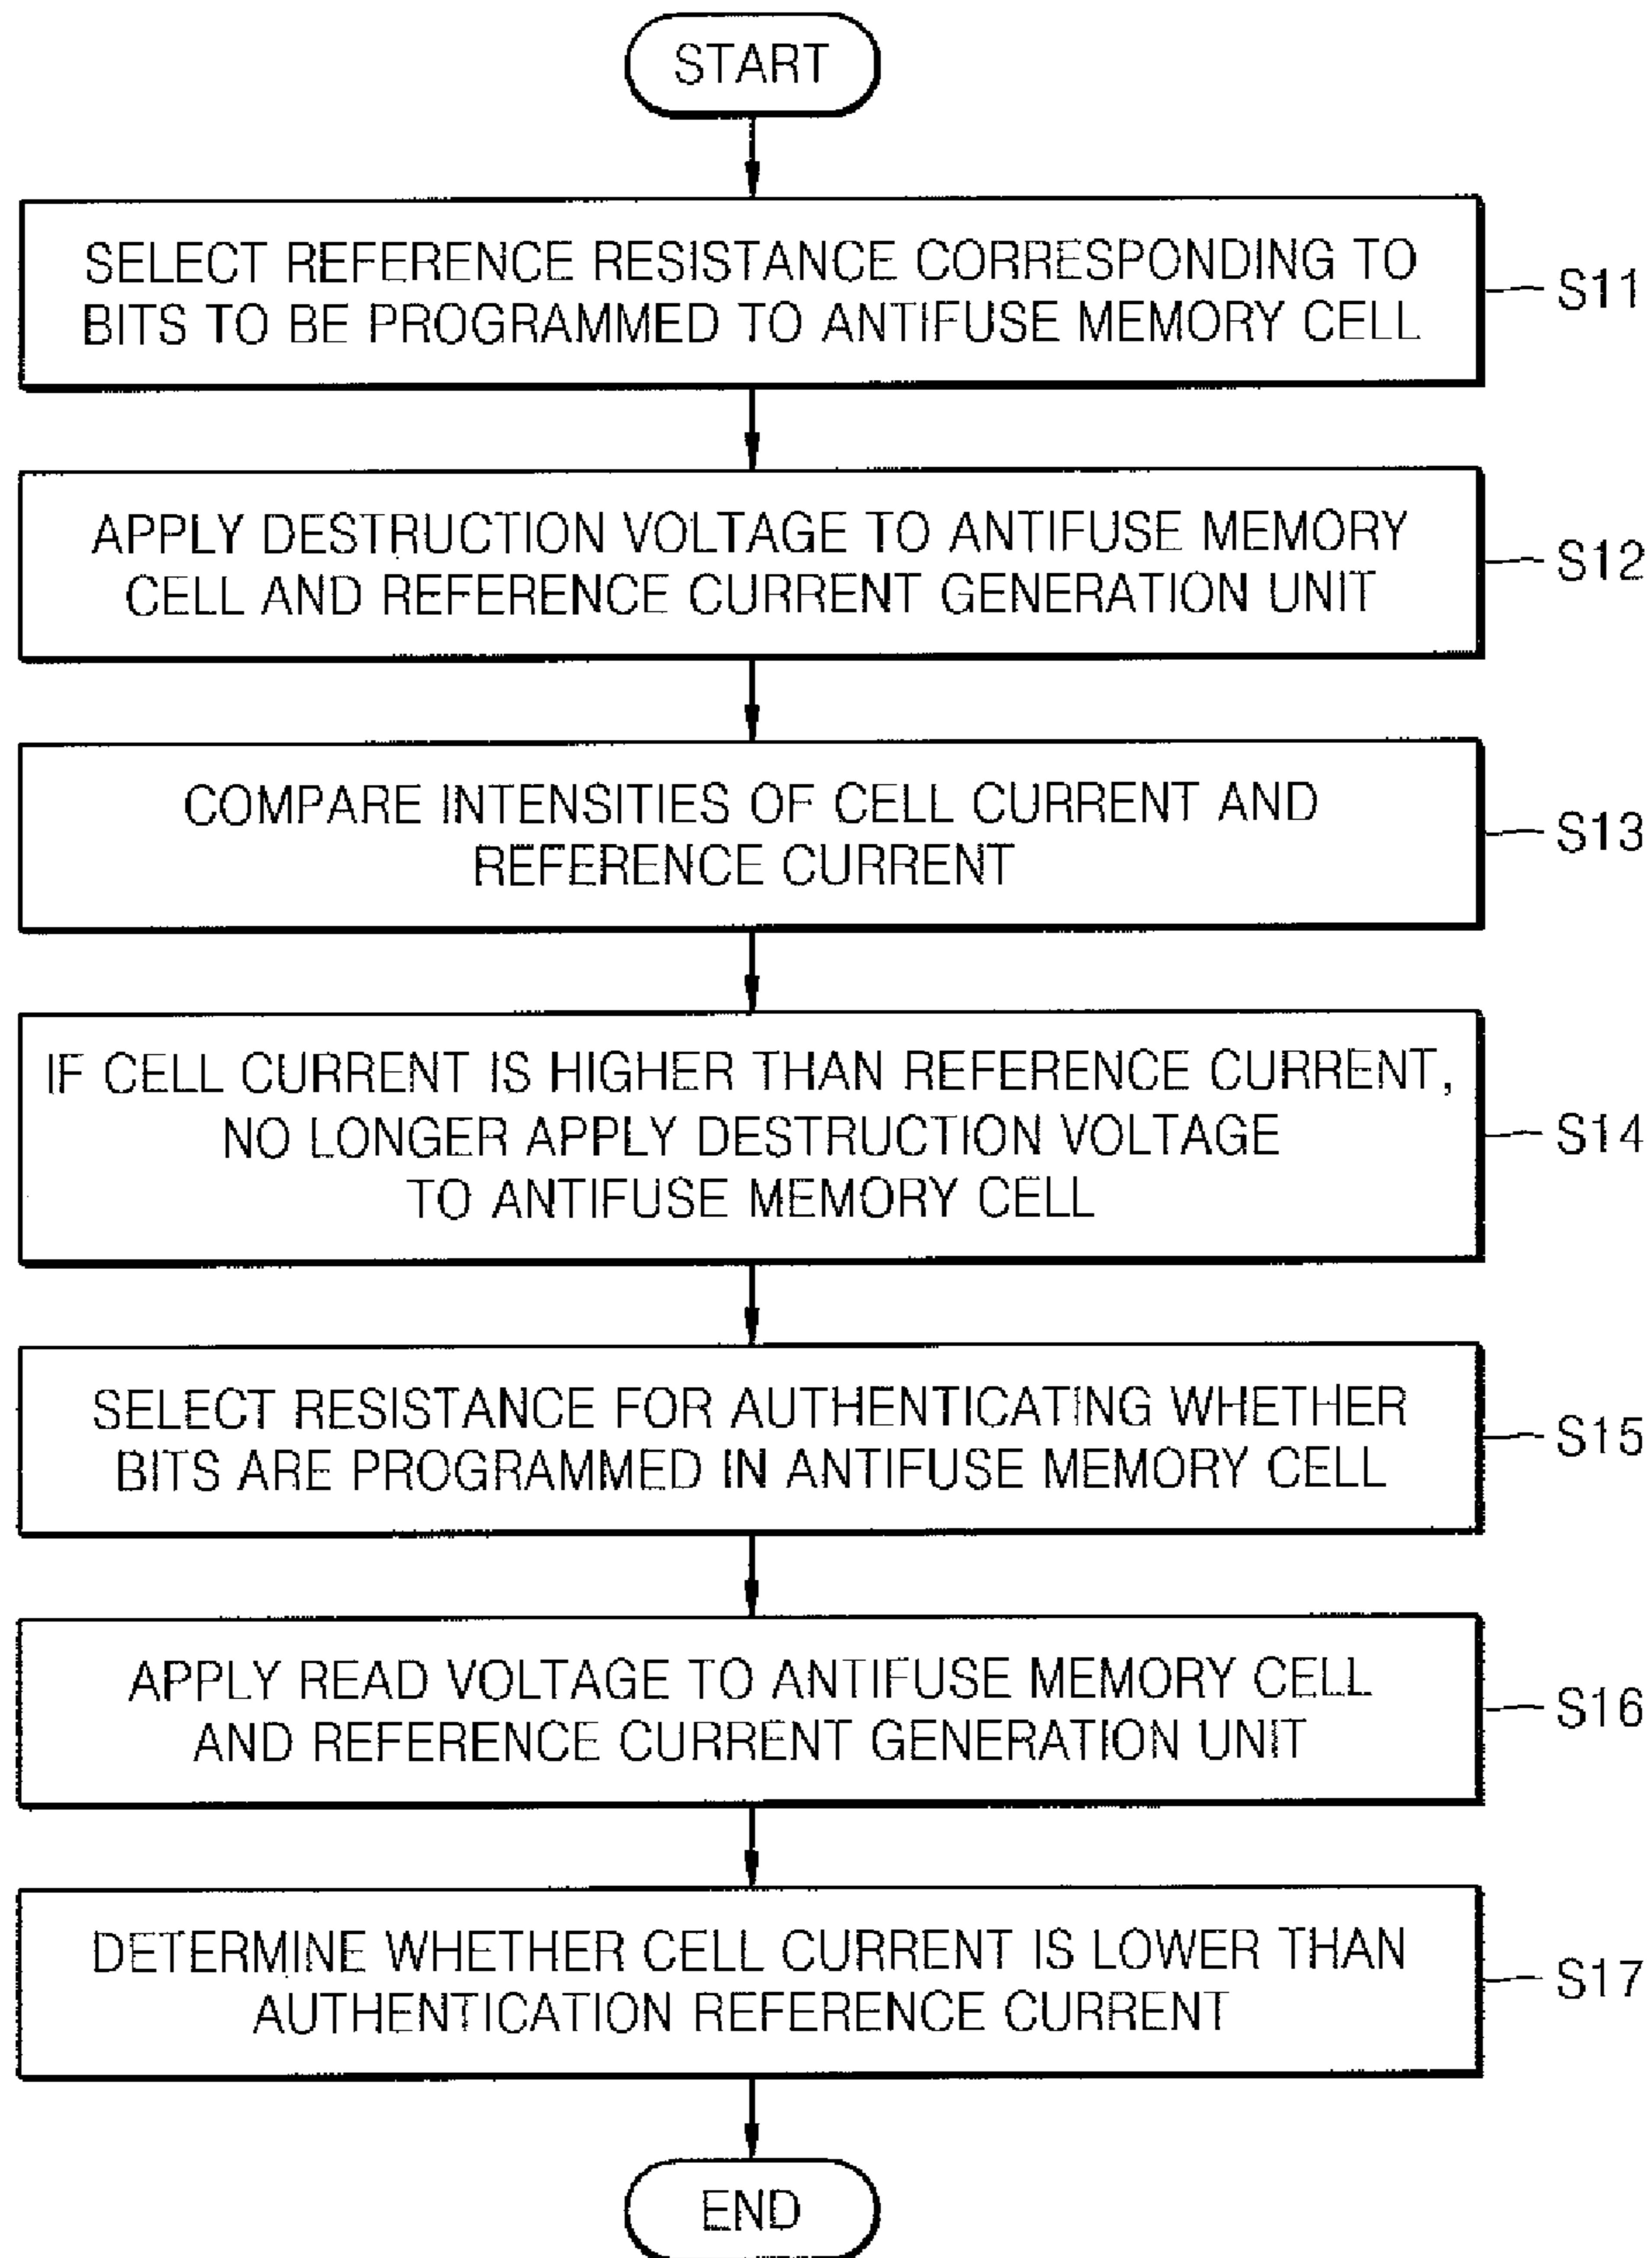 START
SELECT REFERENCE RESISTANCE CORRESPONDING TO
BITS TO BE PROGRAMMED TO ANTIFUSE MEMORY CELL
S11
APPLY DESTRUCTION VOLTAGE TO ANTIFUSE MEMORY
CELL AND REFERENCE CURRENT GENERATION UNIT
S12
COMPARE INTENSITIES OF CELL CURRENT AND
REFERENCE CURRENT
S13
IF CELL CURRENT IS HIGHER THAN REFERENCE CURRENT,
NO LONGER APPLY DESTRUCTION VOLTAGE
TO ANTIFUSE MEMORY CELL
S14
SELECT RESISTANCE FOR AUTHENTICATING WHETHER
BITS ARE PROGRAMMED IN ANTIFUSE MEMORY CELL
S15
APPLY READ VOLTAGE TO ANTIFUSE MEMORY CELL
AND REFERENCE CURRENT GENERATION UNIT
S16
DETERMINE WHETHER CELL CURRENT IS LOWER THAN
AUTHENTICATION REFERENCE CURRENT
S17
END